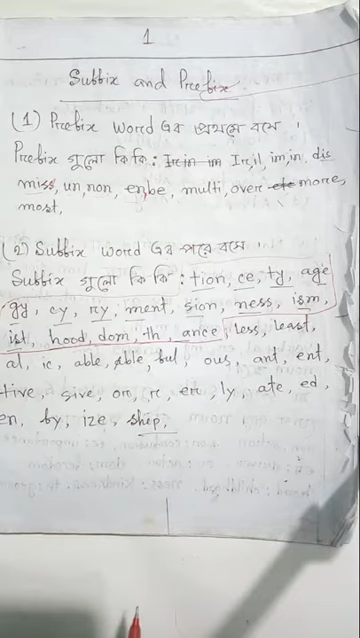 1
Suffix and Prefix
(1) Prefix Word এর প্রথমে বসে ।
Prefix গুলো কি কি : Ir, il, im, in, dis
miss, un, non, en, be, multi, over etc more,
most,
(2) Suffix word এর পরে বসে ।
Suffix গুলো কি কি : tion, ce, ty, age
gy, cy, ry, ment, sion, ness, ism,
ist, hood, dom, th, ance, less, least,
al, ic, able, ible, ful, ous, ant, ent,
tive, sive, or, er, ly, ate, ed,
en, fy, ize, ship,